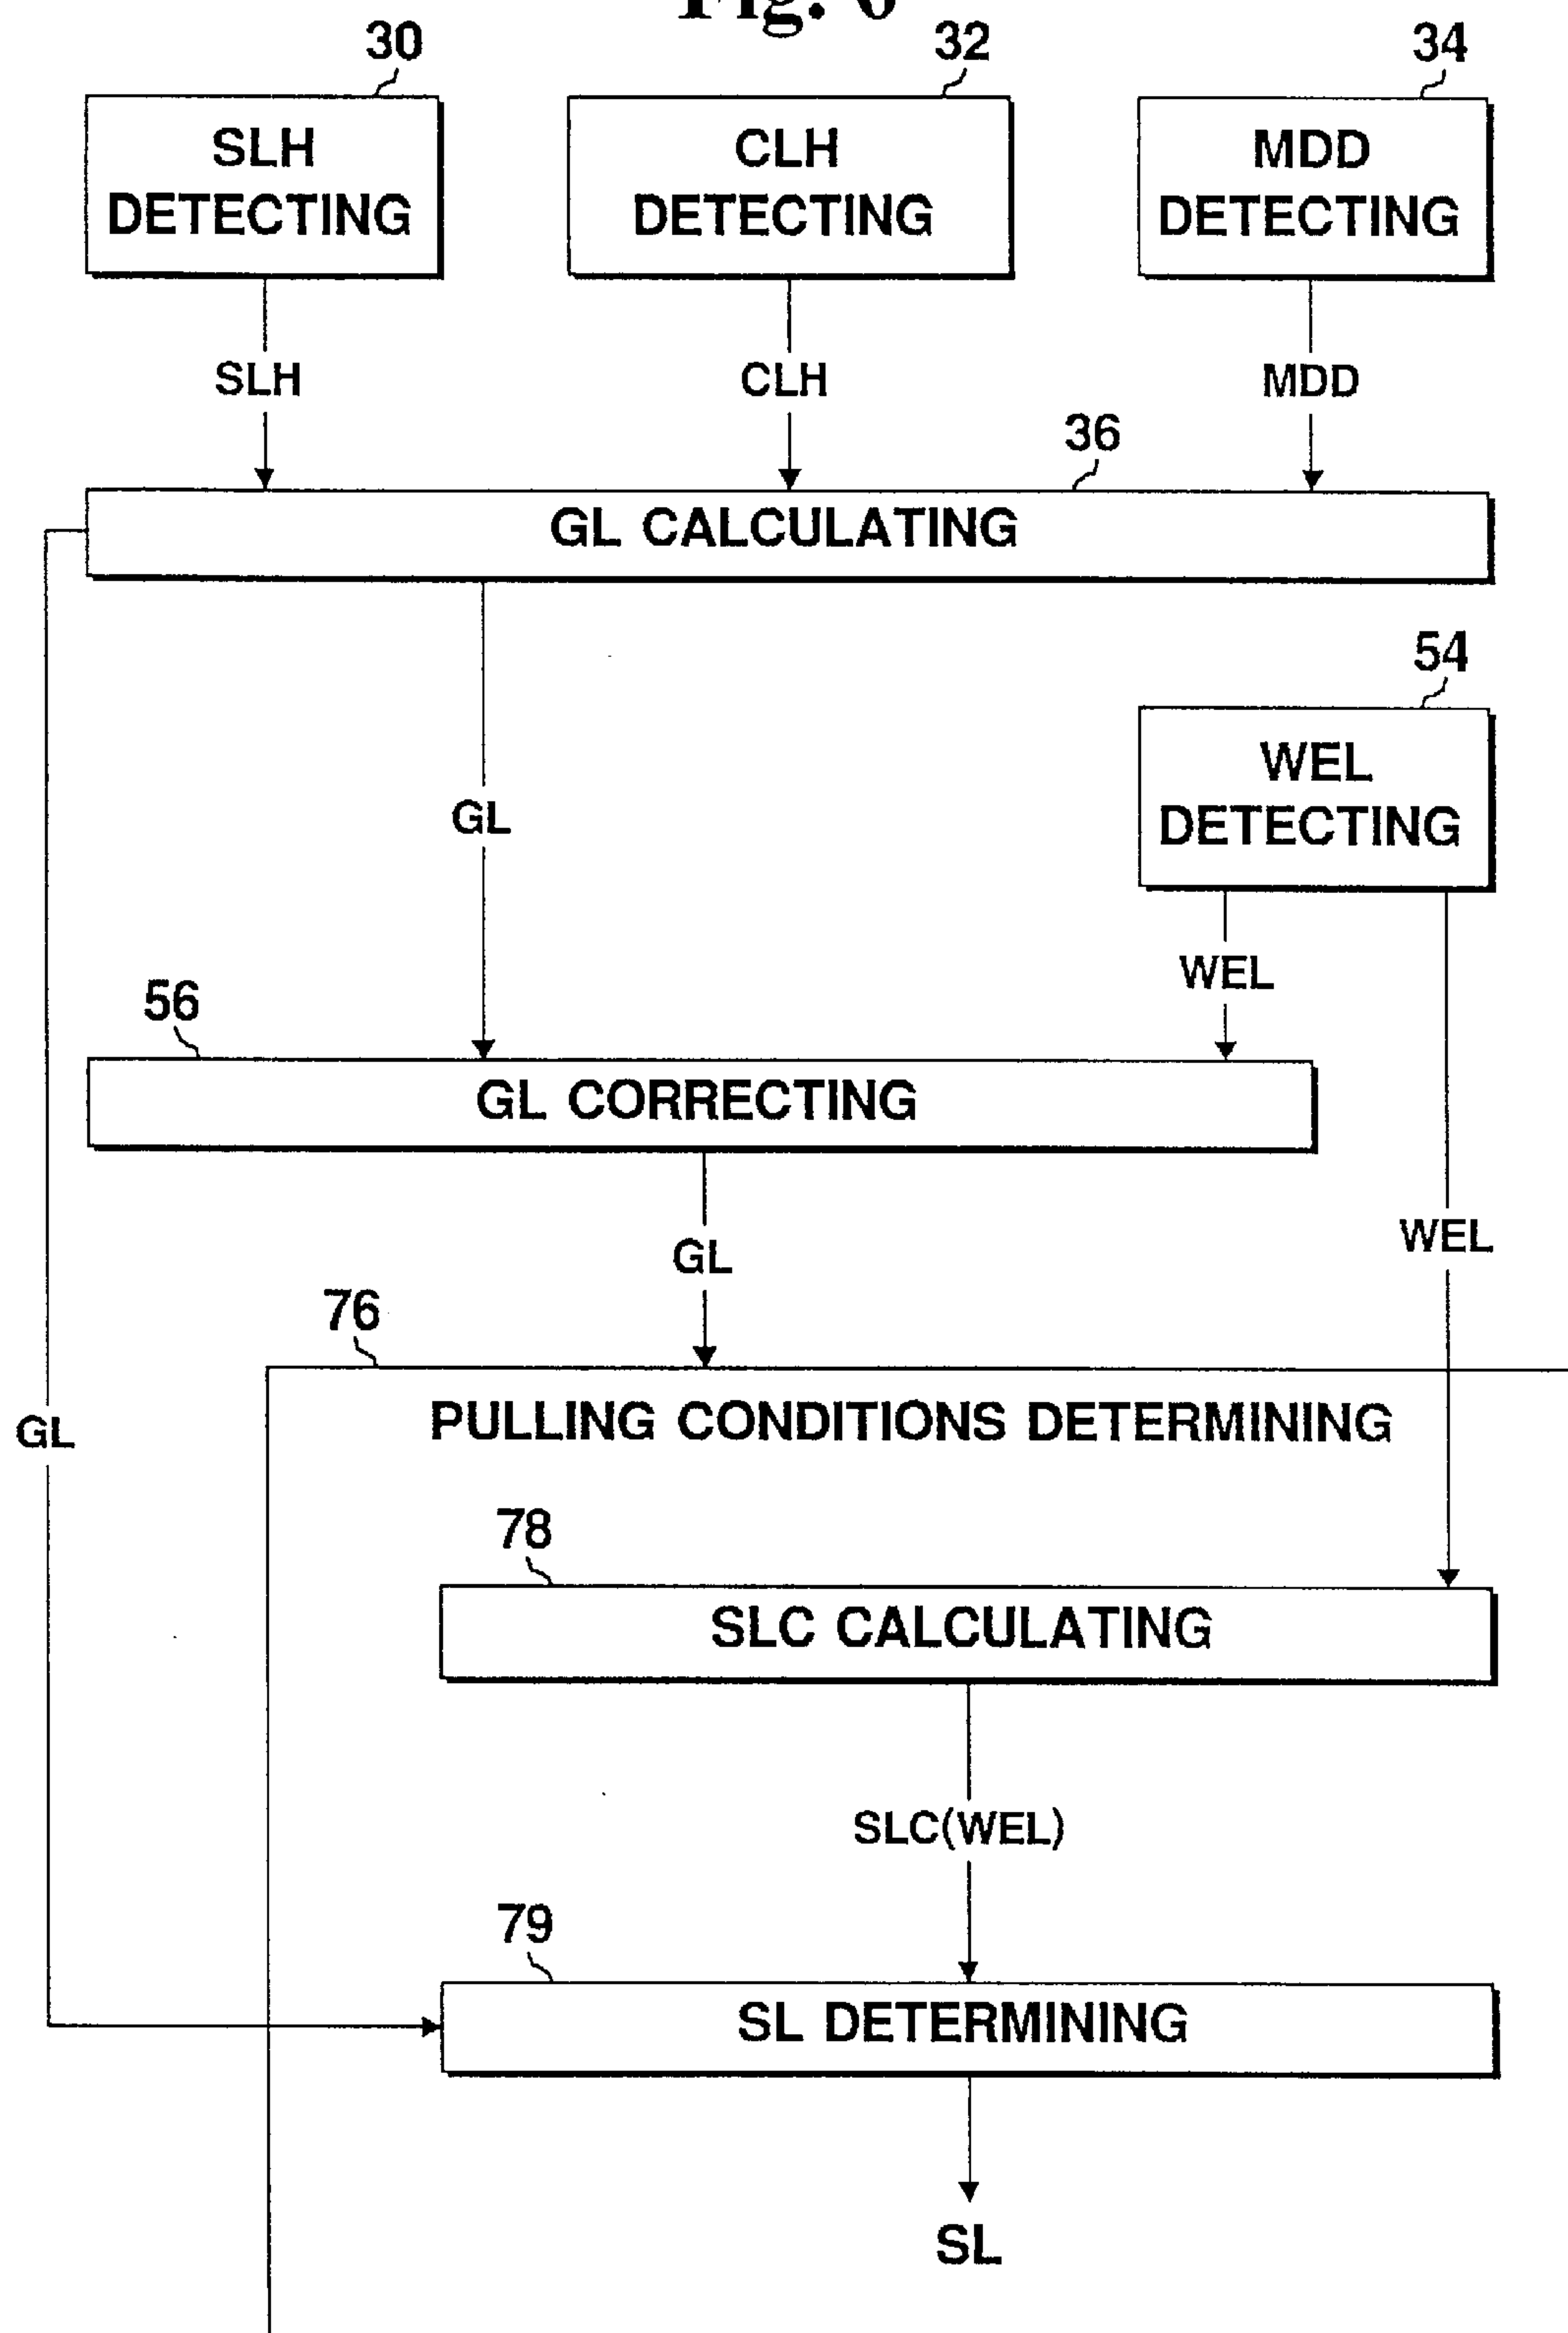 Fig. 6
30
32
34
SLH
DETECTING
CLH
DETECTING
MDD
DETECTING
SLH
CLH
MDD
36
GL CALCULATING
54
WEL
DETECTING
GL
WEL
56
GL CORRECTING
WEL
GL
76
PULLING CONDITIONS DETERMINING
GL
78
SLC CALCULATING
SLC(WEL)
79
SL DETERMINING
SL